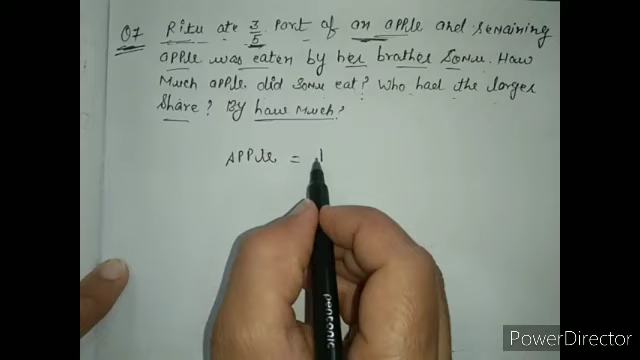 Q7 Ritu ate 3/5 part of an apple and remaining
apple was eaten by her brother Sonu. How
Much apple did Sonu eat? Who had the larger
Share? By how Much?
Apple = 1
pentonic
PowerDirector